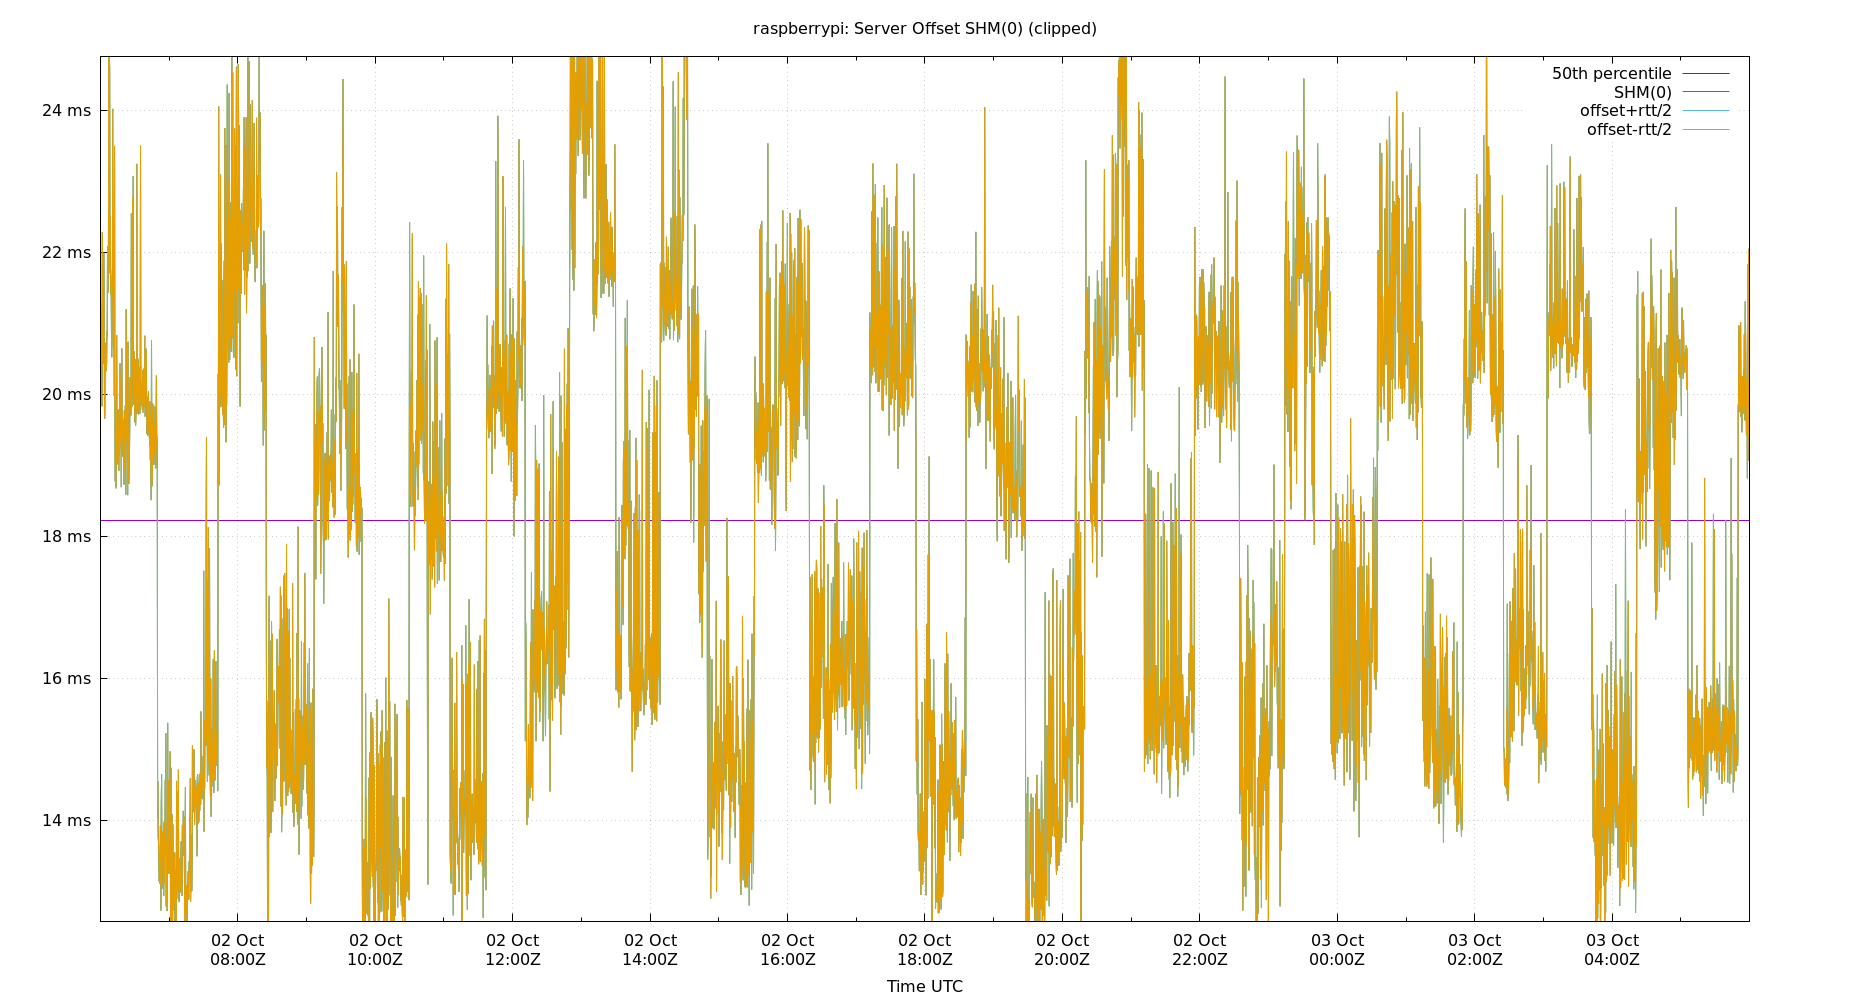 raspberrypi: Server Offset SHM(0) (clipped)
50th percentile
SHM(0)
offset+rtt/2
offset-rtt/2
24 ms
22 ms
20 ms
18 ms
16 ms
14 ms
02 Oct 02 Oct 02 Oct 02 Oct 02 Oct 02 Oct 02 Oct 02 Oct 03 Oct 03 Oct 03 Oct
08:00Z 10:00Z 12:00Z 14:00Z 16:00Z 18:00Z 20:00Z 22:00Z 00:00Z 02:00Z 04:00Z
Time UTC